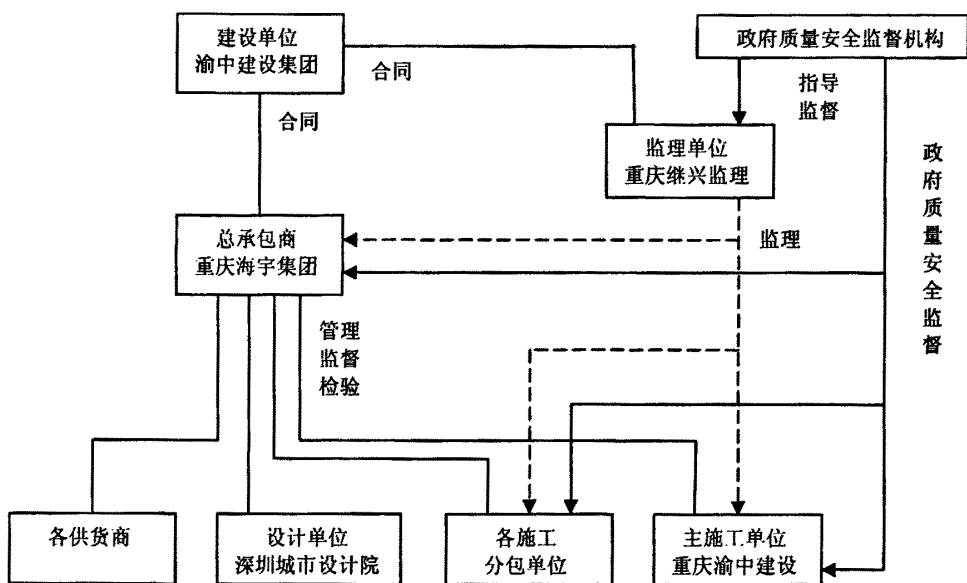 建设单位
渝中建设集团
政府质量安全监督机构
合同
指导
监督
合同
监理单位
重庆继兴监理
政府质量安全监督
总承包商
重庆海宇集团
监理
管理
监督
检验
各供货商
设计单位
深圳城市设计院
各施工
分包单位
主施工单位
重庆渝中建设